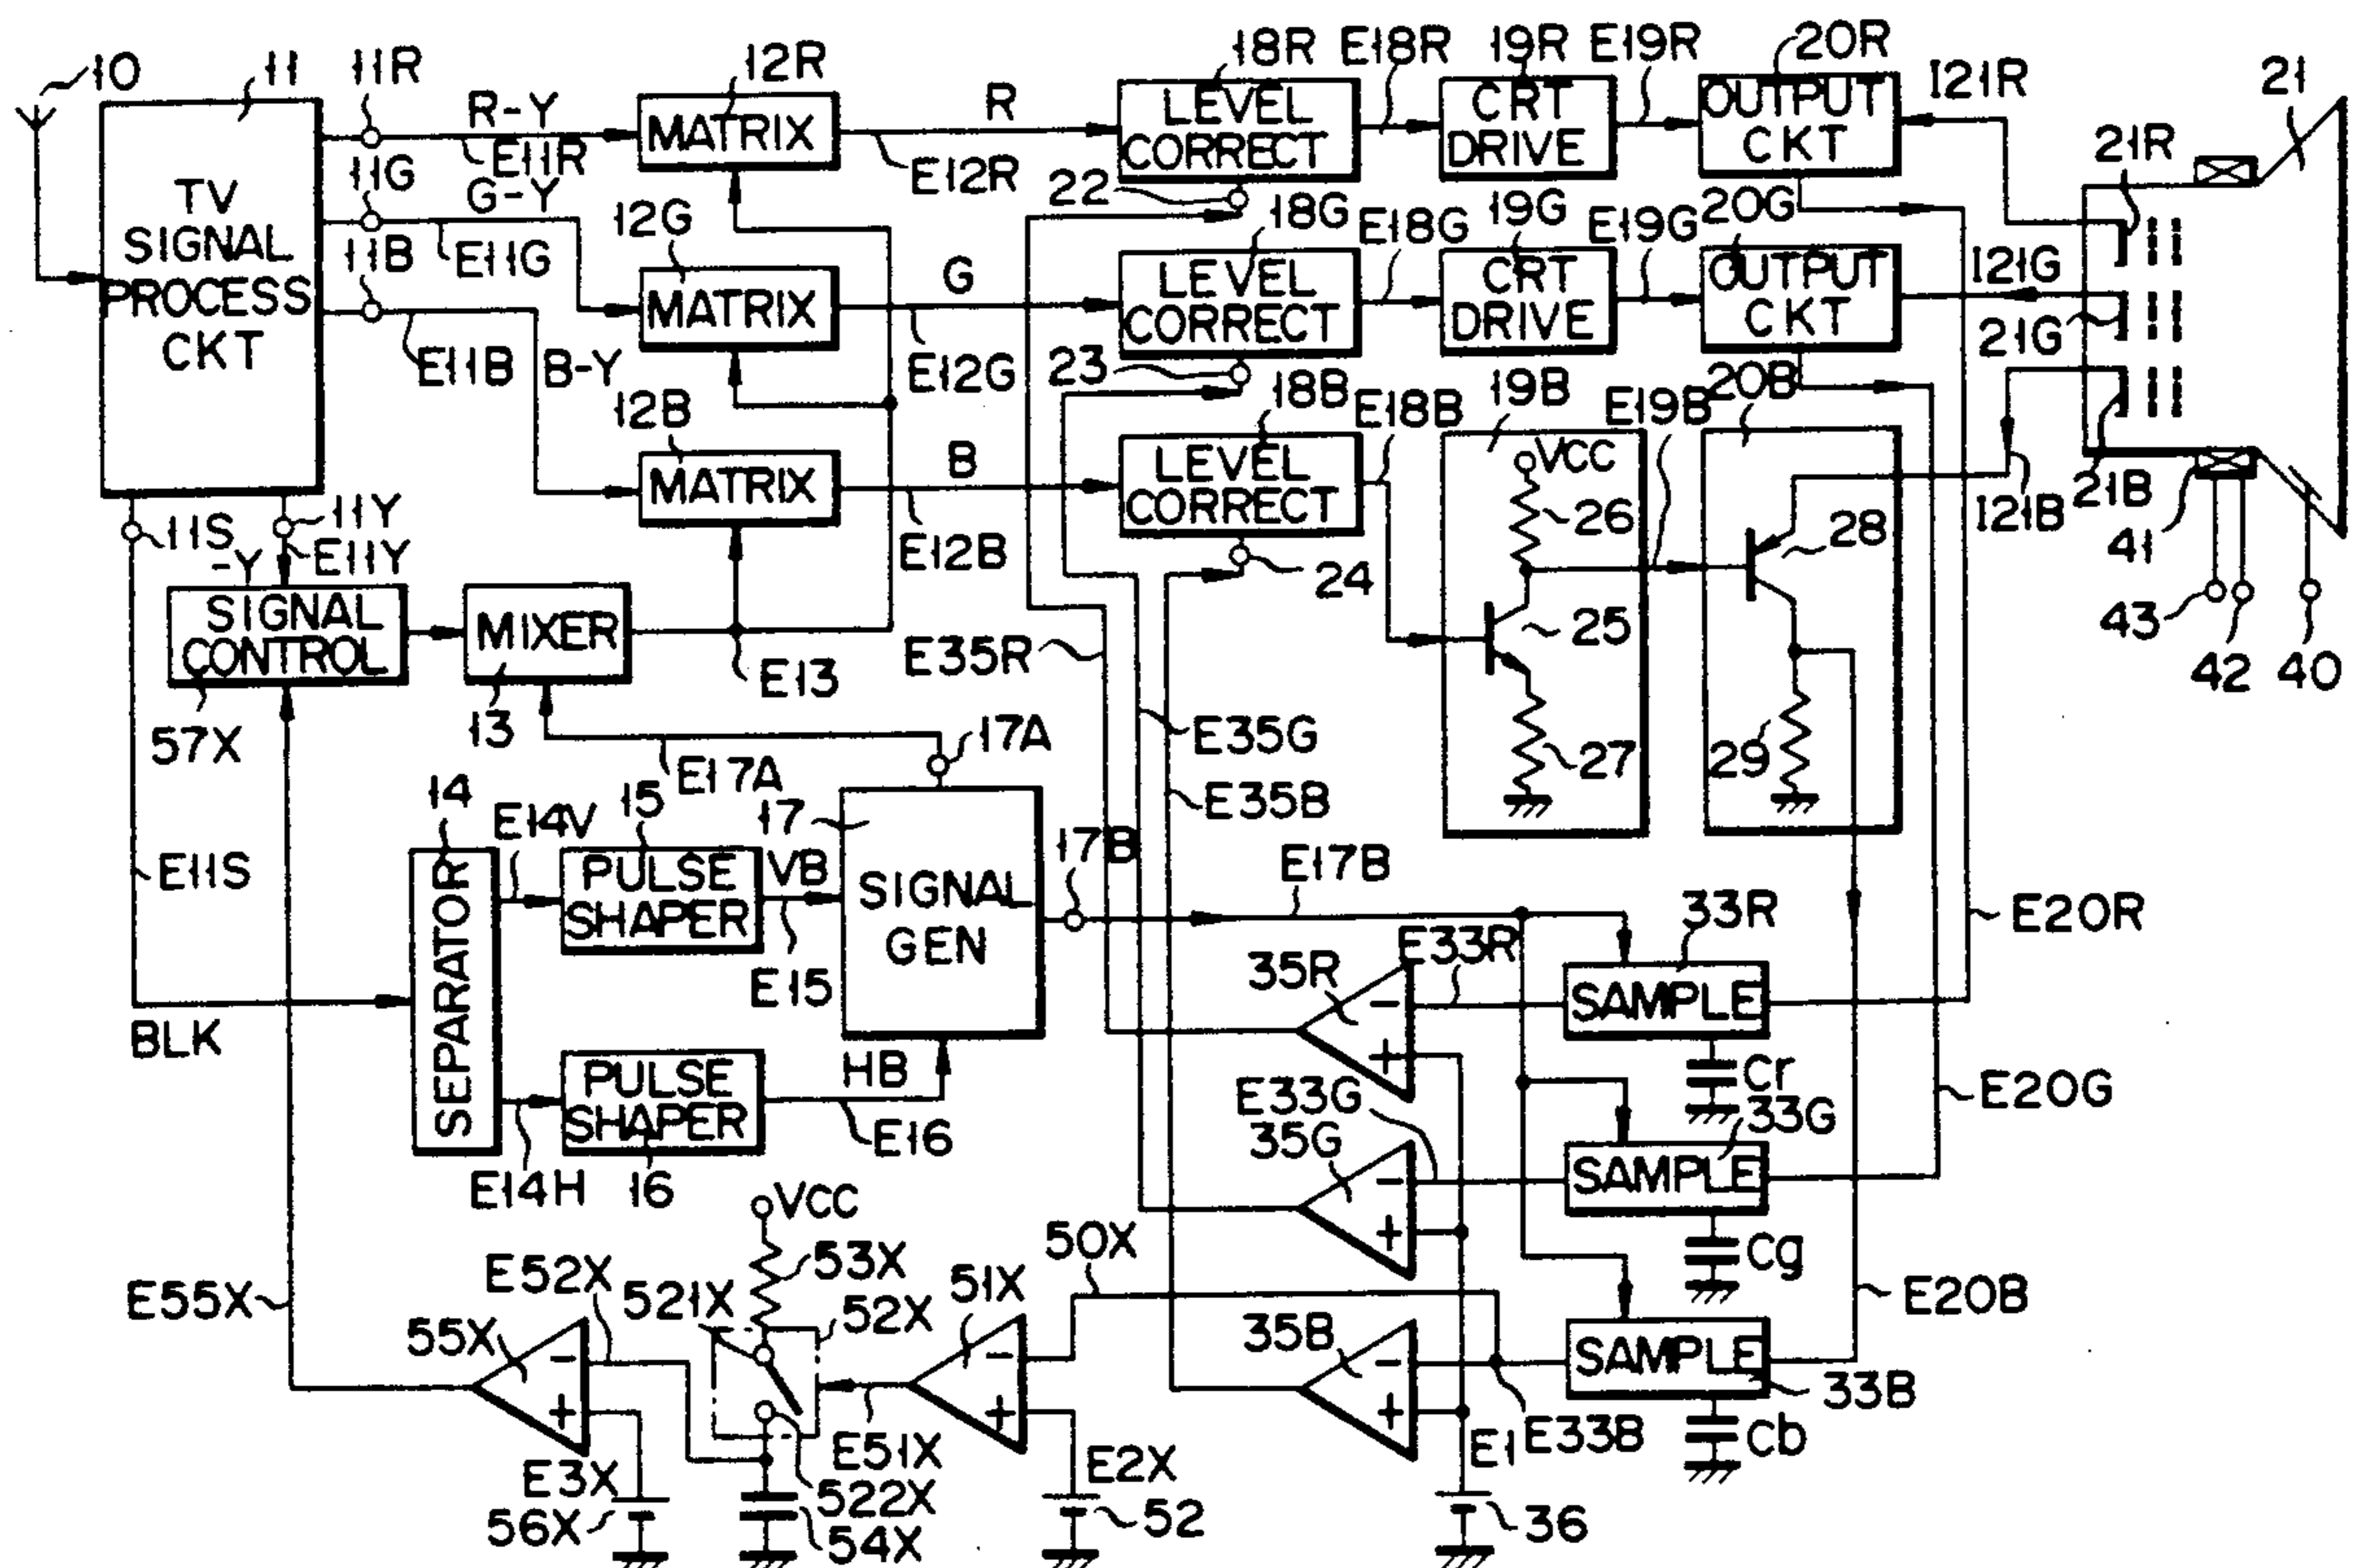 10
11
11R
12R
18R
E18R
19R
E19R
20R
I21R
21
TV
SIGNAL
PROCESS
CKT
R-Y
E11R
MATRIX
R
E12R
LEVEL
CORRECT
CRT
DRIVE
OUTPUT
CKT
21R
11G
G-Y
E11G
12G
22
18G
E18G
19G
E19G
20G
I21G
11B
E11B
B-Y
MATRIX
G
E12G
LEVEL
CORRECT
CRT
DRIVE
OUTPUT
CKT
21G
23
12B
18B
E18B
19B
E19B
20B
MATRIX
B
E12B
LEVEL
CORRECT
VCC
26
28
I21B
21B
41
11S
11Y
E11Y
-Y
24
25
43
42
40
SIGNAL
CONTROL
MIXER
E13
E35R
57X
13
17A
E17A
E35G
27
29
14
E14V
15
17
E35B
17B
E17B
E11S
SEPARATOR
PULSE
SHAPER
VB
E15
SIGNAL
GEN
33R
E20R
35R
E33R
-
+
SAMPLE
BLK
PULSE
SHAPER
HB
E16
Cr
E20G
E33G
33G
35G
-
+
SAMPLE
E14H
16
VCC
50X
Cg
E55X
E52X
521X
53X
52X
51X
E20B
55X
-
+
-
+
35B
-
+
SAMPLE
33B
E3X
56X
E51X
522X
54X
E2X
52
E1
E33B
Cb
36